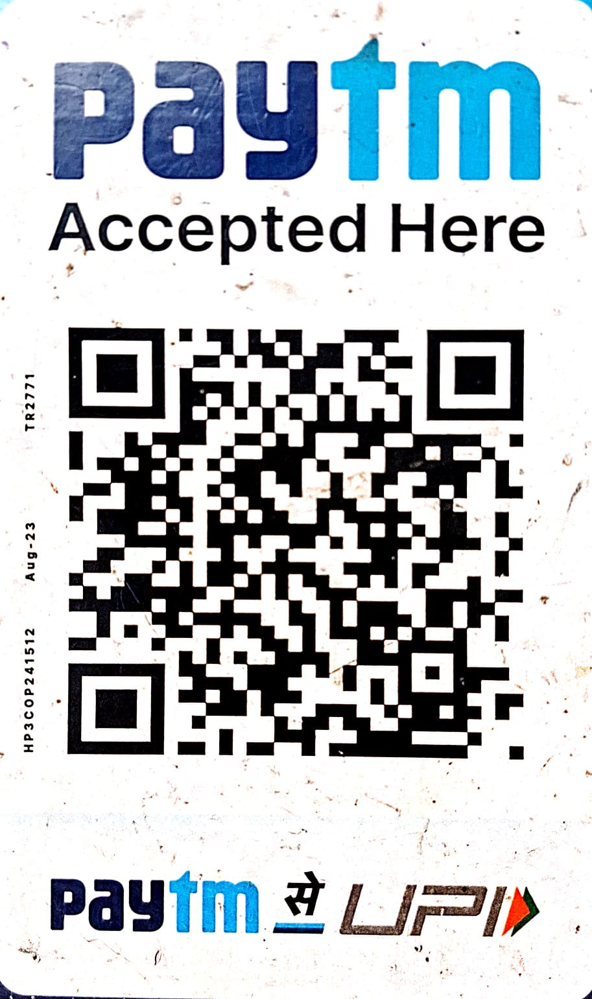 paytm
Accepted Here
TR2771
Aug-23
HP3COP241512
paytm से UPI